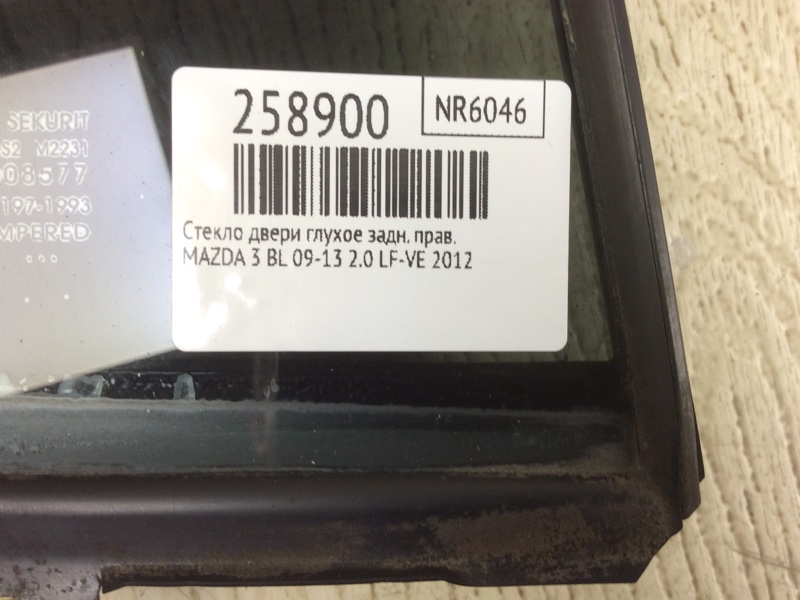 258900
NR6046
Стекло двери глухое задн. прав.
MAZDA 3 BL 09-13 2.0 LF-VE 2012
SEKURIT
S2 M2231
08577
197-1993
MPERED